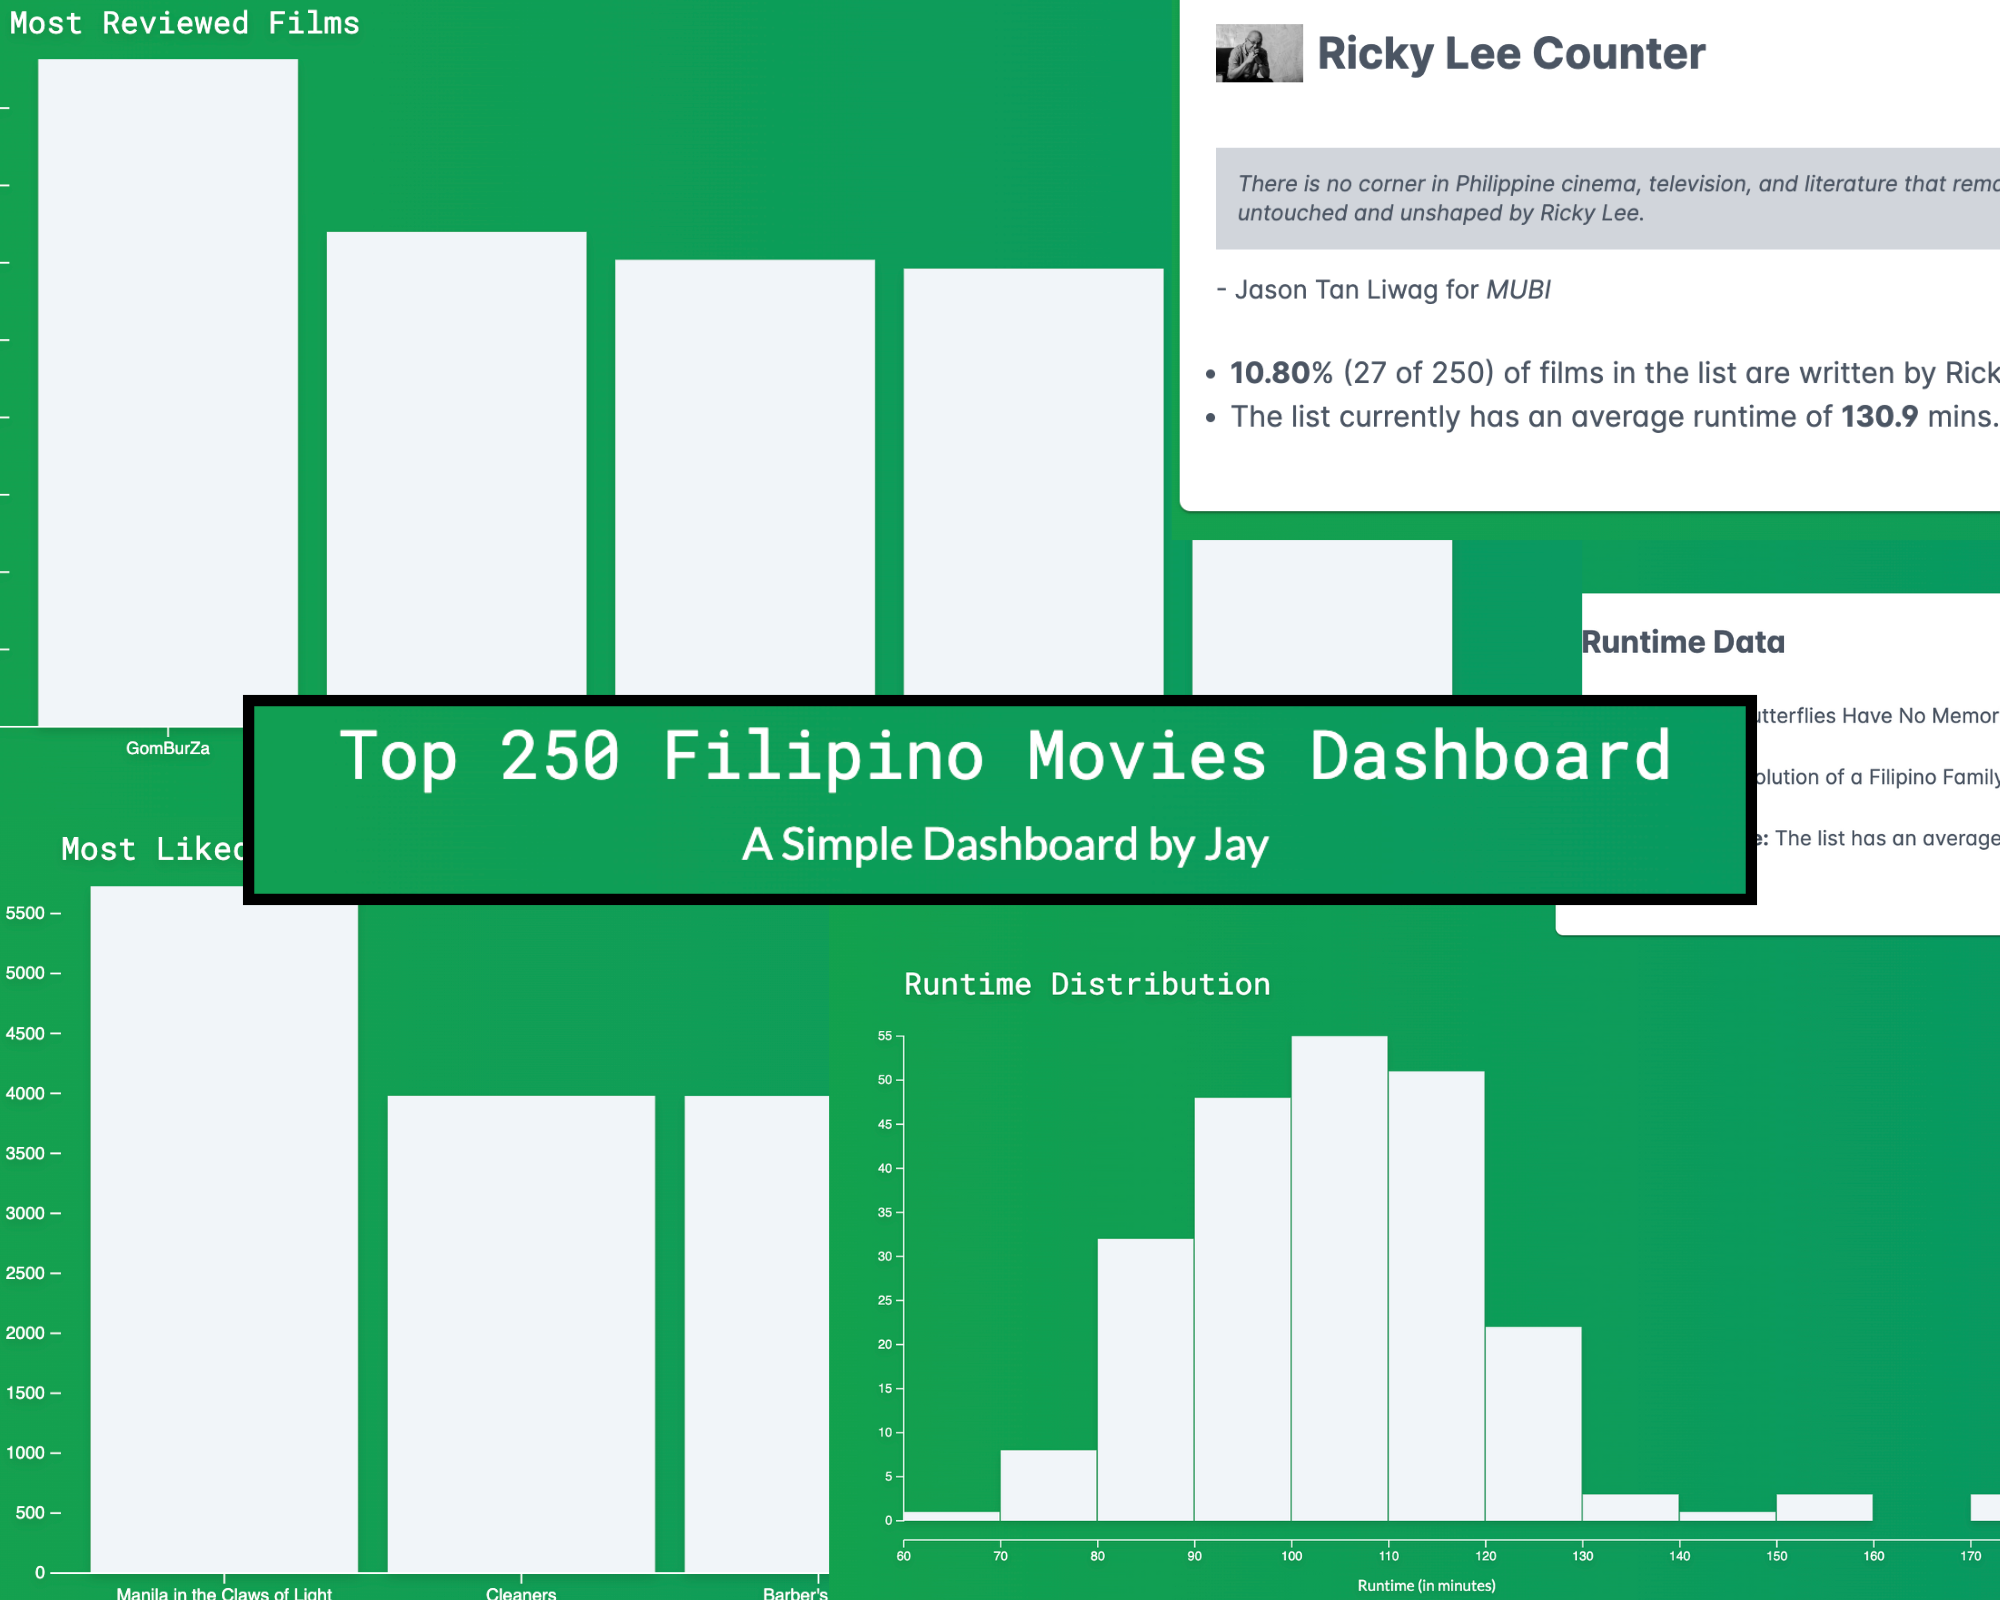 Most Reviewed Films
GomBurZa
Ricky Lee Counter
There is no corner in Philippine cinema, television, and literature that
untouched and unshaped by Ricky Lee.
- Jason Tan Liwag for MUBI
• 10.80% (27 of 250) of films in the list are written by
• The list currently has an average runtime of 130.9 mins.
Runtime Data
Have No
of a Filipino Family
The list has an average
Top 250 Filipino Movies Dashboard
A Simple Dashboard by Jay
Most
5500
5000
4500
4000
3500
3000
2500
2000
1500
1000
500
0
Manila in the Claws of Light
Cleaners
Barber's
Runtime Distribution
55
50
45
40
35
30
25
20
15
10
5
0
60 70 80 90 100 110 120 130 140 150 160 170
Runtime (in minutes)